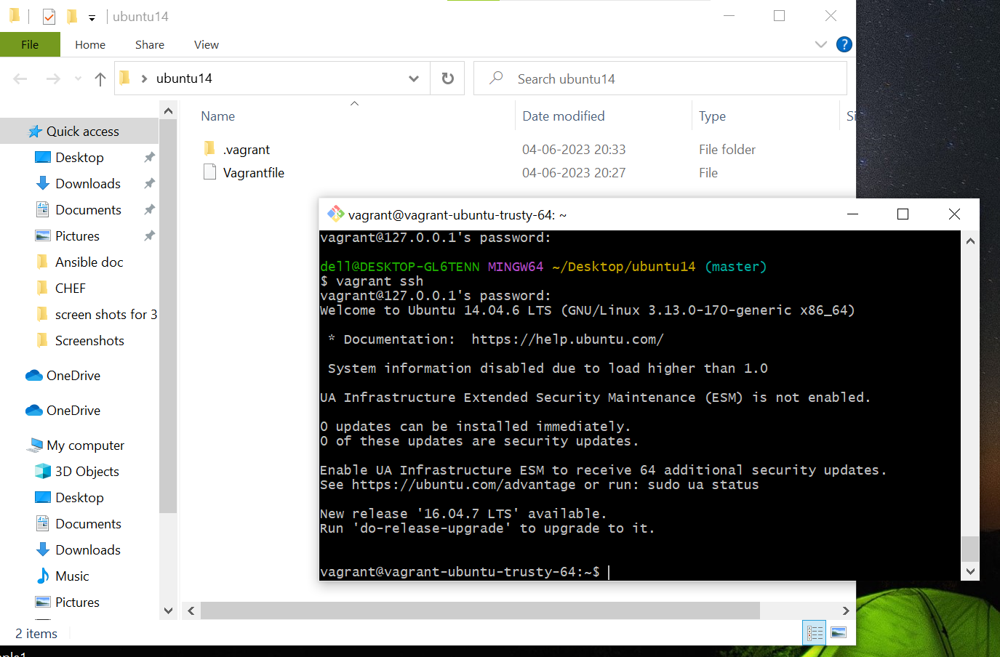 ubuntu14
File Home Share View
ubuntu14
Search ubuntu14
Name Date modified Type
.vagrant 04-06-2023 20:33 File folder
Vagrantfile 04-06-2023 20:27 File
Quick access
Desktop
Downloads
Documents
Pictures
Ansible doc
CHEF
screen shots for 3
Screenshots
OneDrive
OneDrive
My computer
3D Objects
Desktop
Documents
Downloads
Music
Pictures
2 items
vagrant@vagrant-ubuntu-trusty-64: ~
vagrant@127.0.0.1's password:
dell@DESKTOP-GL6TENN MINGW64 ~/Desktop/ubuntu14 (master)
$ vagrant ssh
vagrant@127.0.0.1's password:
Welcome to Ubuntu 14.04.6 LTS (GNU/Linux 3.13.0-170-generic x86_64)
* Documentation: https://help.ubuntu.com/
System information disabled due to load higher than 1.0
UA Infrastructure Extended Security Maintenance (ESM) is not enabled.
0 updates can be installed immediately.
0 of these updates are security updates.
Enable UA Infrastructure ESM to receive 64 additional security updates.
See https://ubuntu.com/advantage or run: sudo ua status
New release '16.04.7 LTS' available.
Run 'do-release-upgrade' to upgrade to it.
vagrant@vagrant-ubuntu-trusty-64:~$